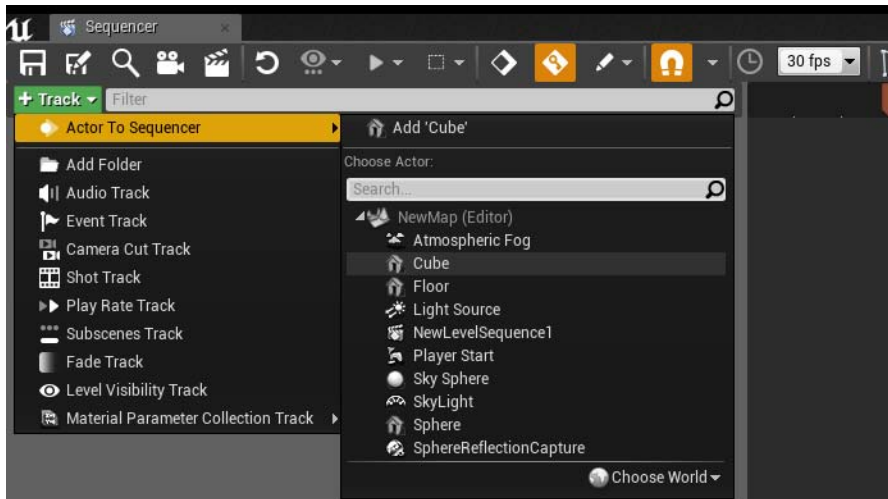 Sequencer
30 fps
Track
Filter
Actor To Sequencer
Add Folder
Audio Track
Event Track
Camera Cut Track
Shot Track
Play Rate Track
Subscenes Track
Fade Track
Level Visibility Track
Material Parameter Collection Track
Add 'Cube'
Choose Actor:
Search...
NewMap (Editor)
Atmospheric Fog
Cube
Floor
Light Source
NewLevelSequence1
Player Start
Sky Sphere
SkyLight
Sphere
SphereReflectionCapture
Choose World